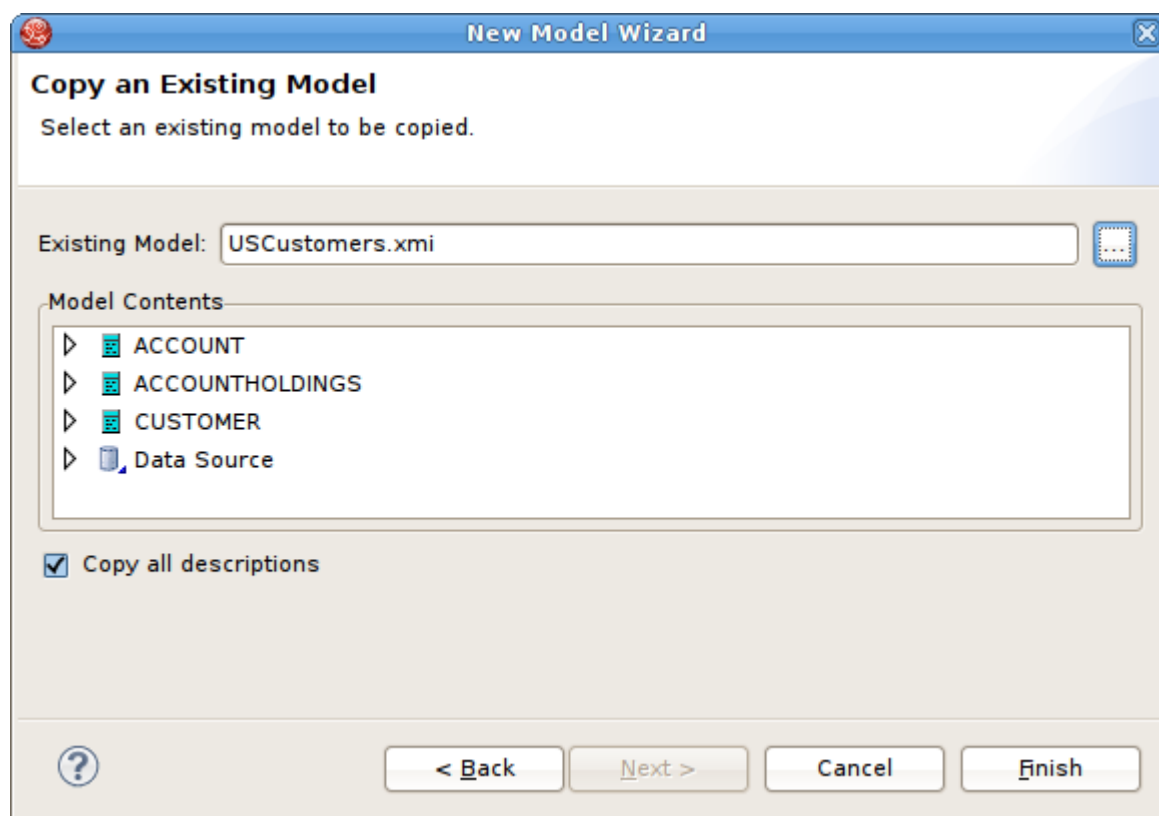 New Model Wizard
Copy an Existing Model
Select an existing model to be copied.
Existing Model: USCustomers.xmi ...
Model Contents
ACCOUNT
ACCOUNTHOLDINGS
CUSTOMER
Data Source
Copy all descriptions
? < Back Next > Cancel Finish